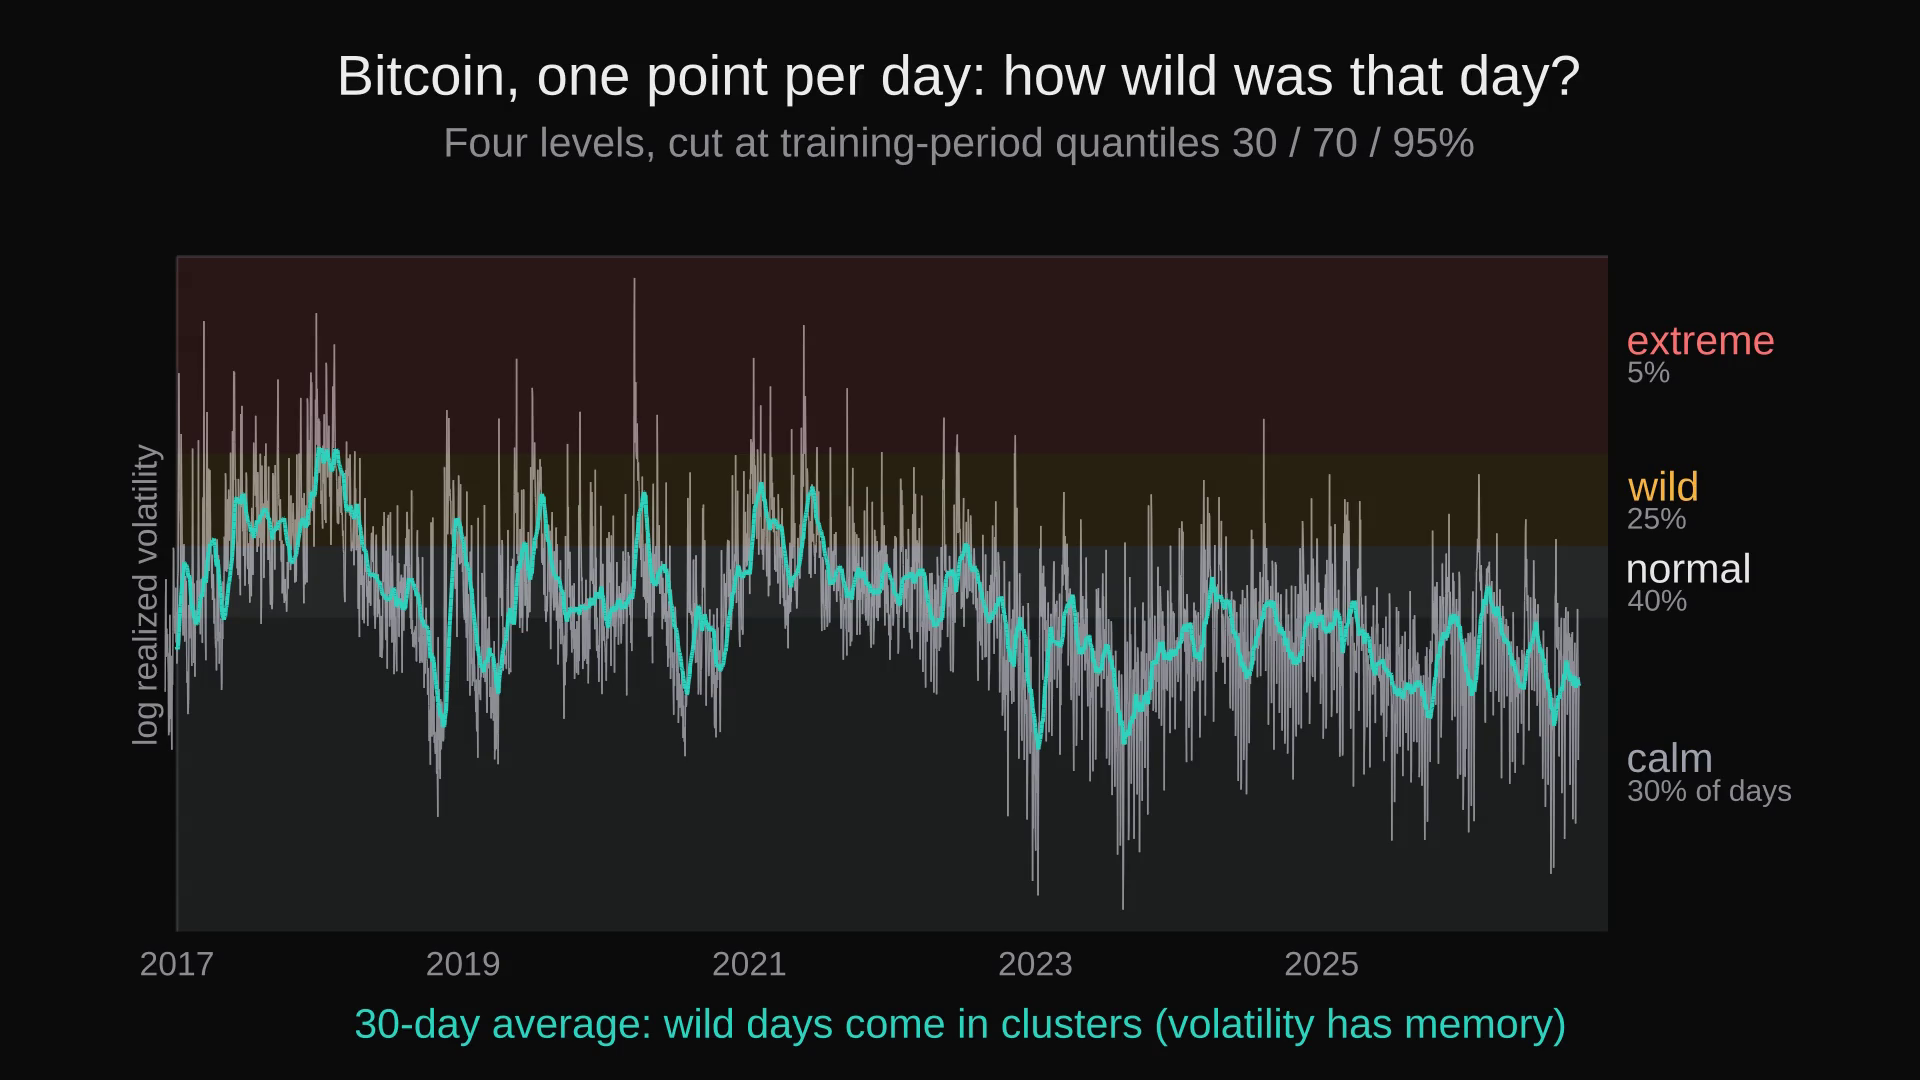 Bitcoin, one point per day: how wild was that day?
Four levels, cut at training-period quantiles 30 / 70 / 95%
log realized volatility
extreme
5%
wild
25%
normal
40%
calm
30% of days
2017
2019
2021
2023
2025
30-day average: wild days come in clusters (volatility has memory)